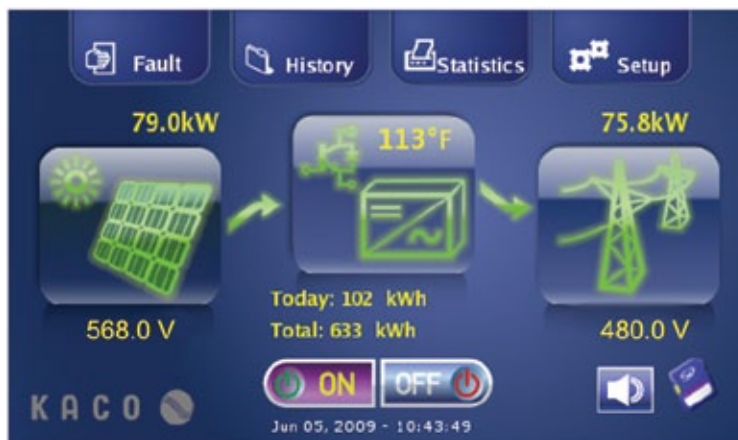 Fault
History
Statistics
Setup
79.0kW
113°F
75.8kW
Today: 102 kWh
Total: 633 kWh
568.0 V
480.0 V
ON
OFF
KACO
Jun 05, 2009 - 10:43:49